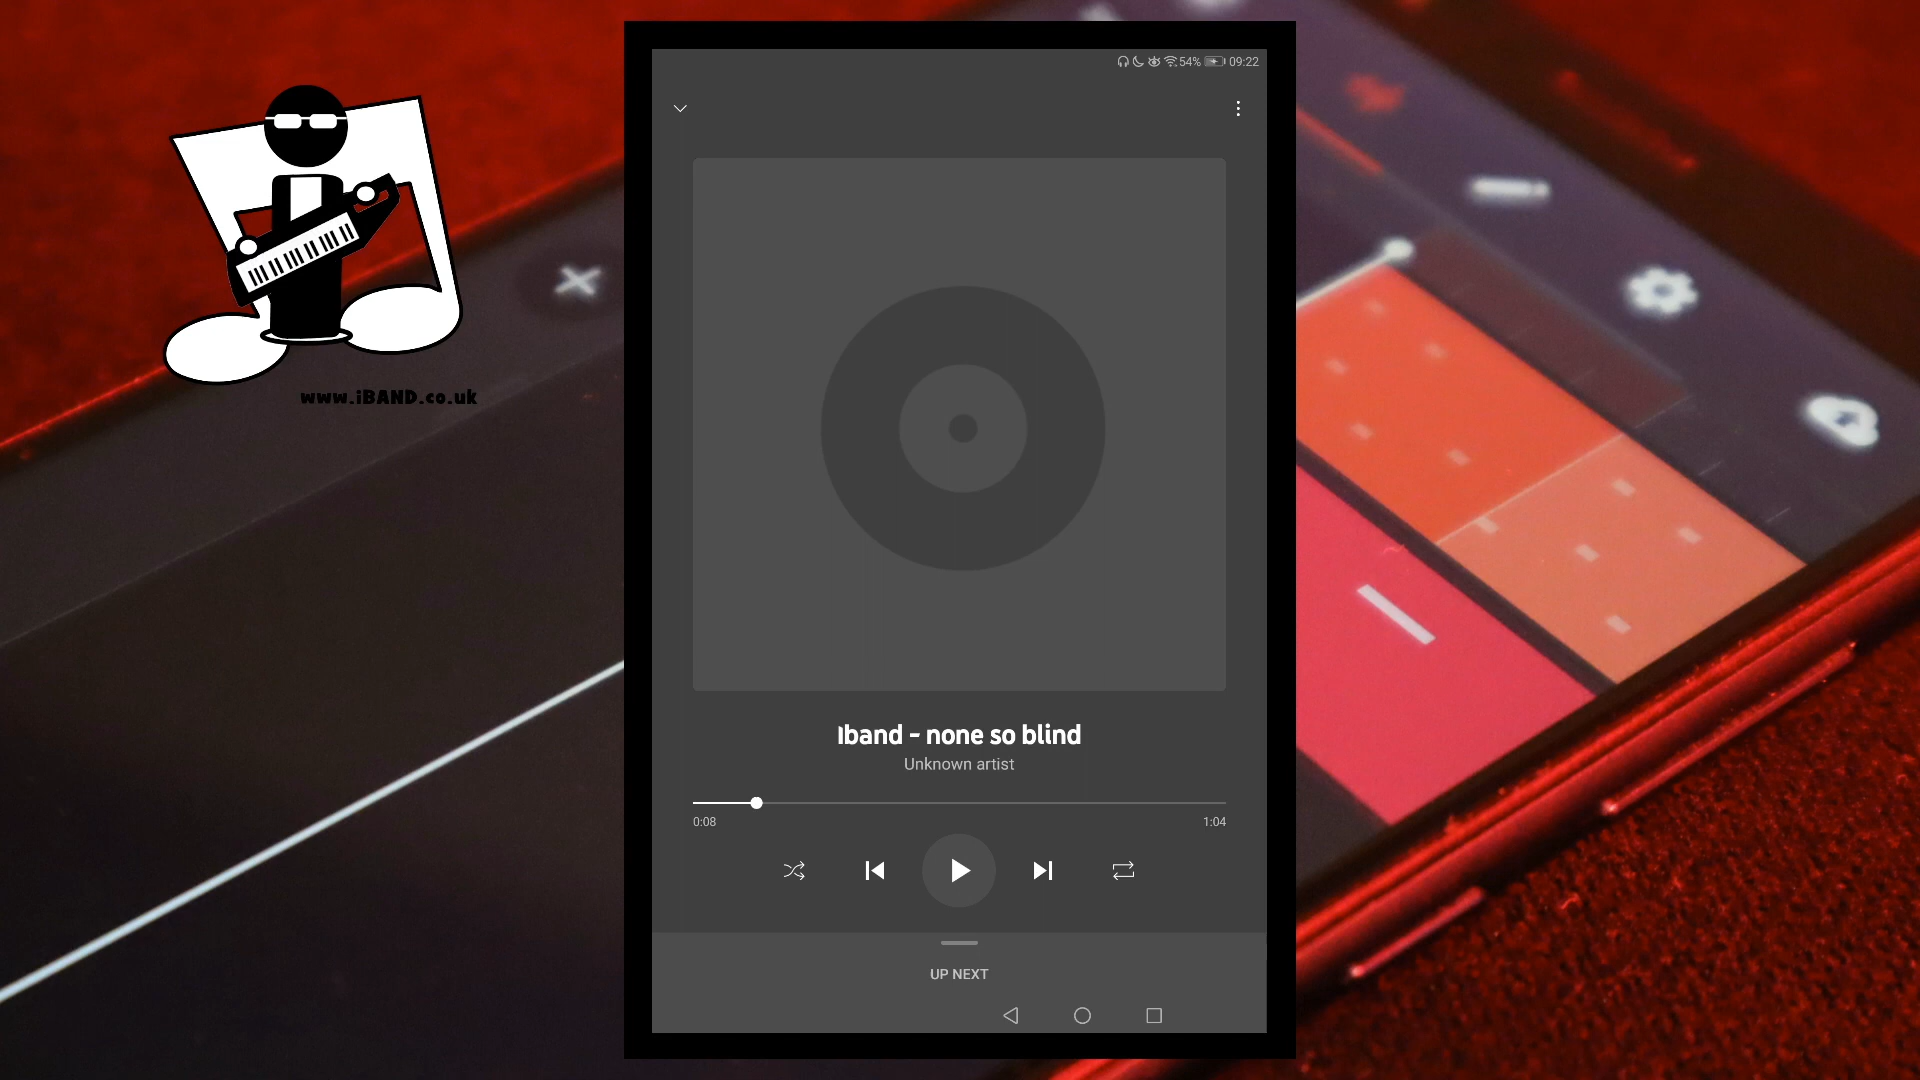 www.iBAND.co.uk
54% 09:22
Iband - none so blind
Unknown artist
0:08 1:04
UP NEXT